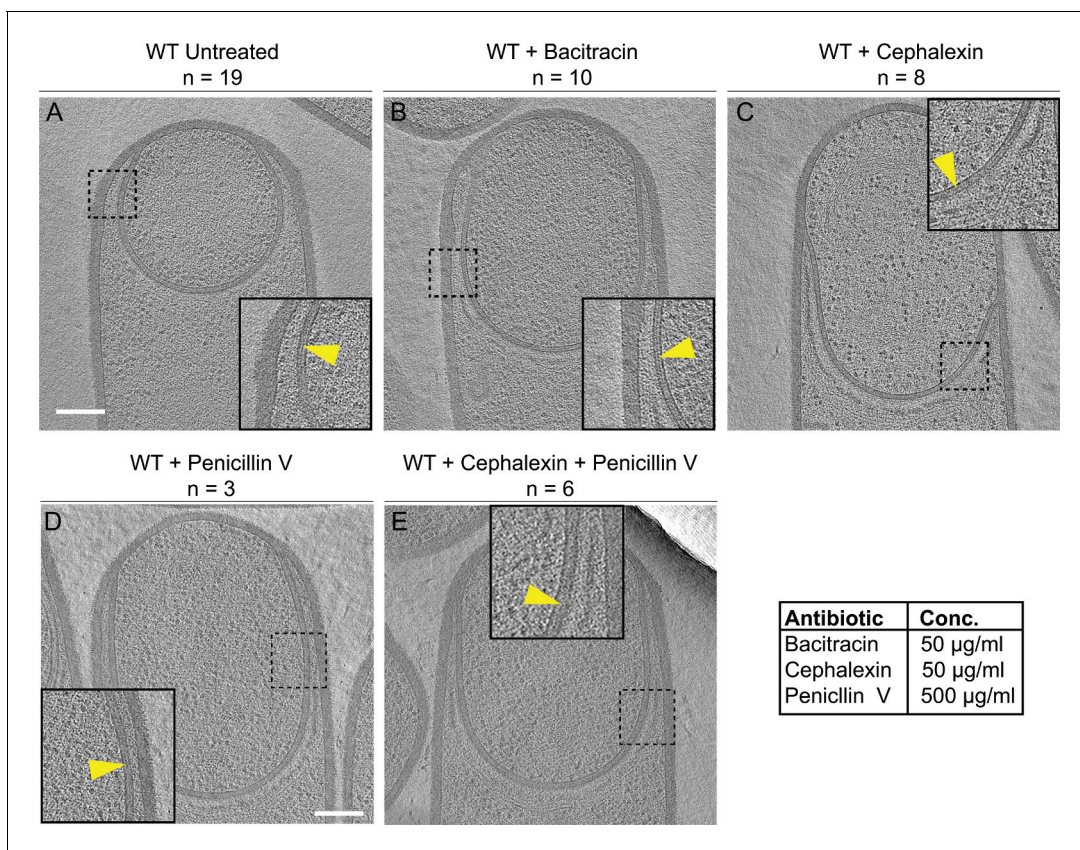 WT Untreated
n = 19
WT + Bacitracin
n = 10
WT + Cephalexin
n = 8
A
B
C
WT + Penicillin V
n = 3
WT + Cephalexin + Penicillin V
n = 6
D
E
Antibiotic Conc.
Bacitracin 50 µg/ml
Cephalexin 50 µg/ml
Penicllin V 500 µg/ml